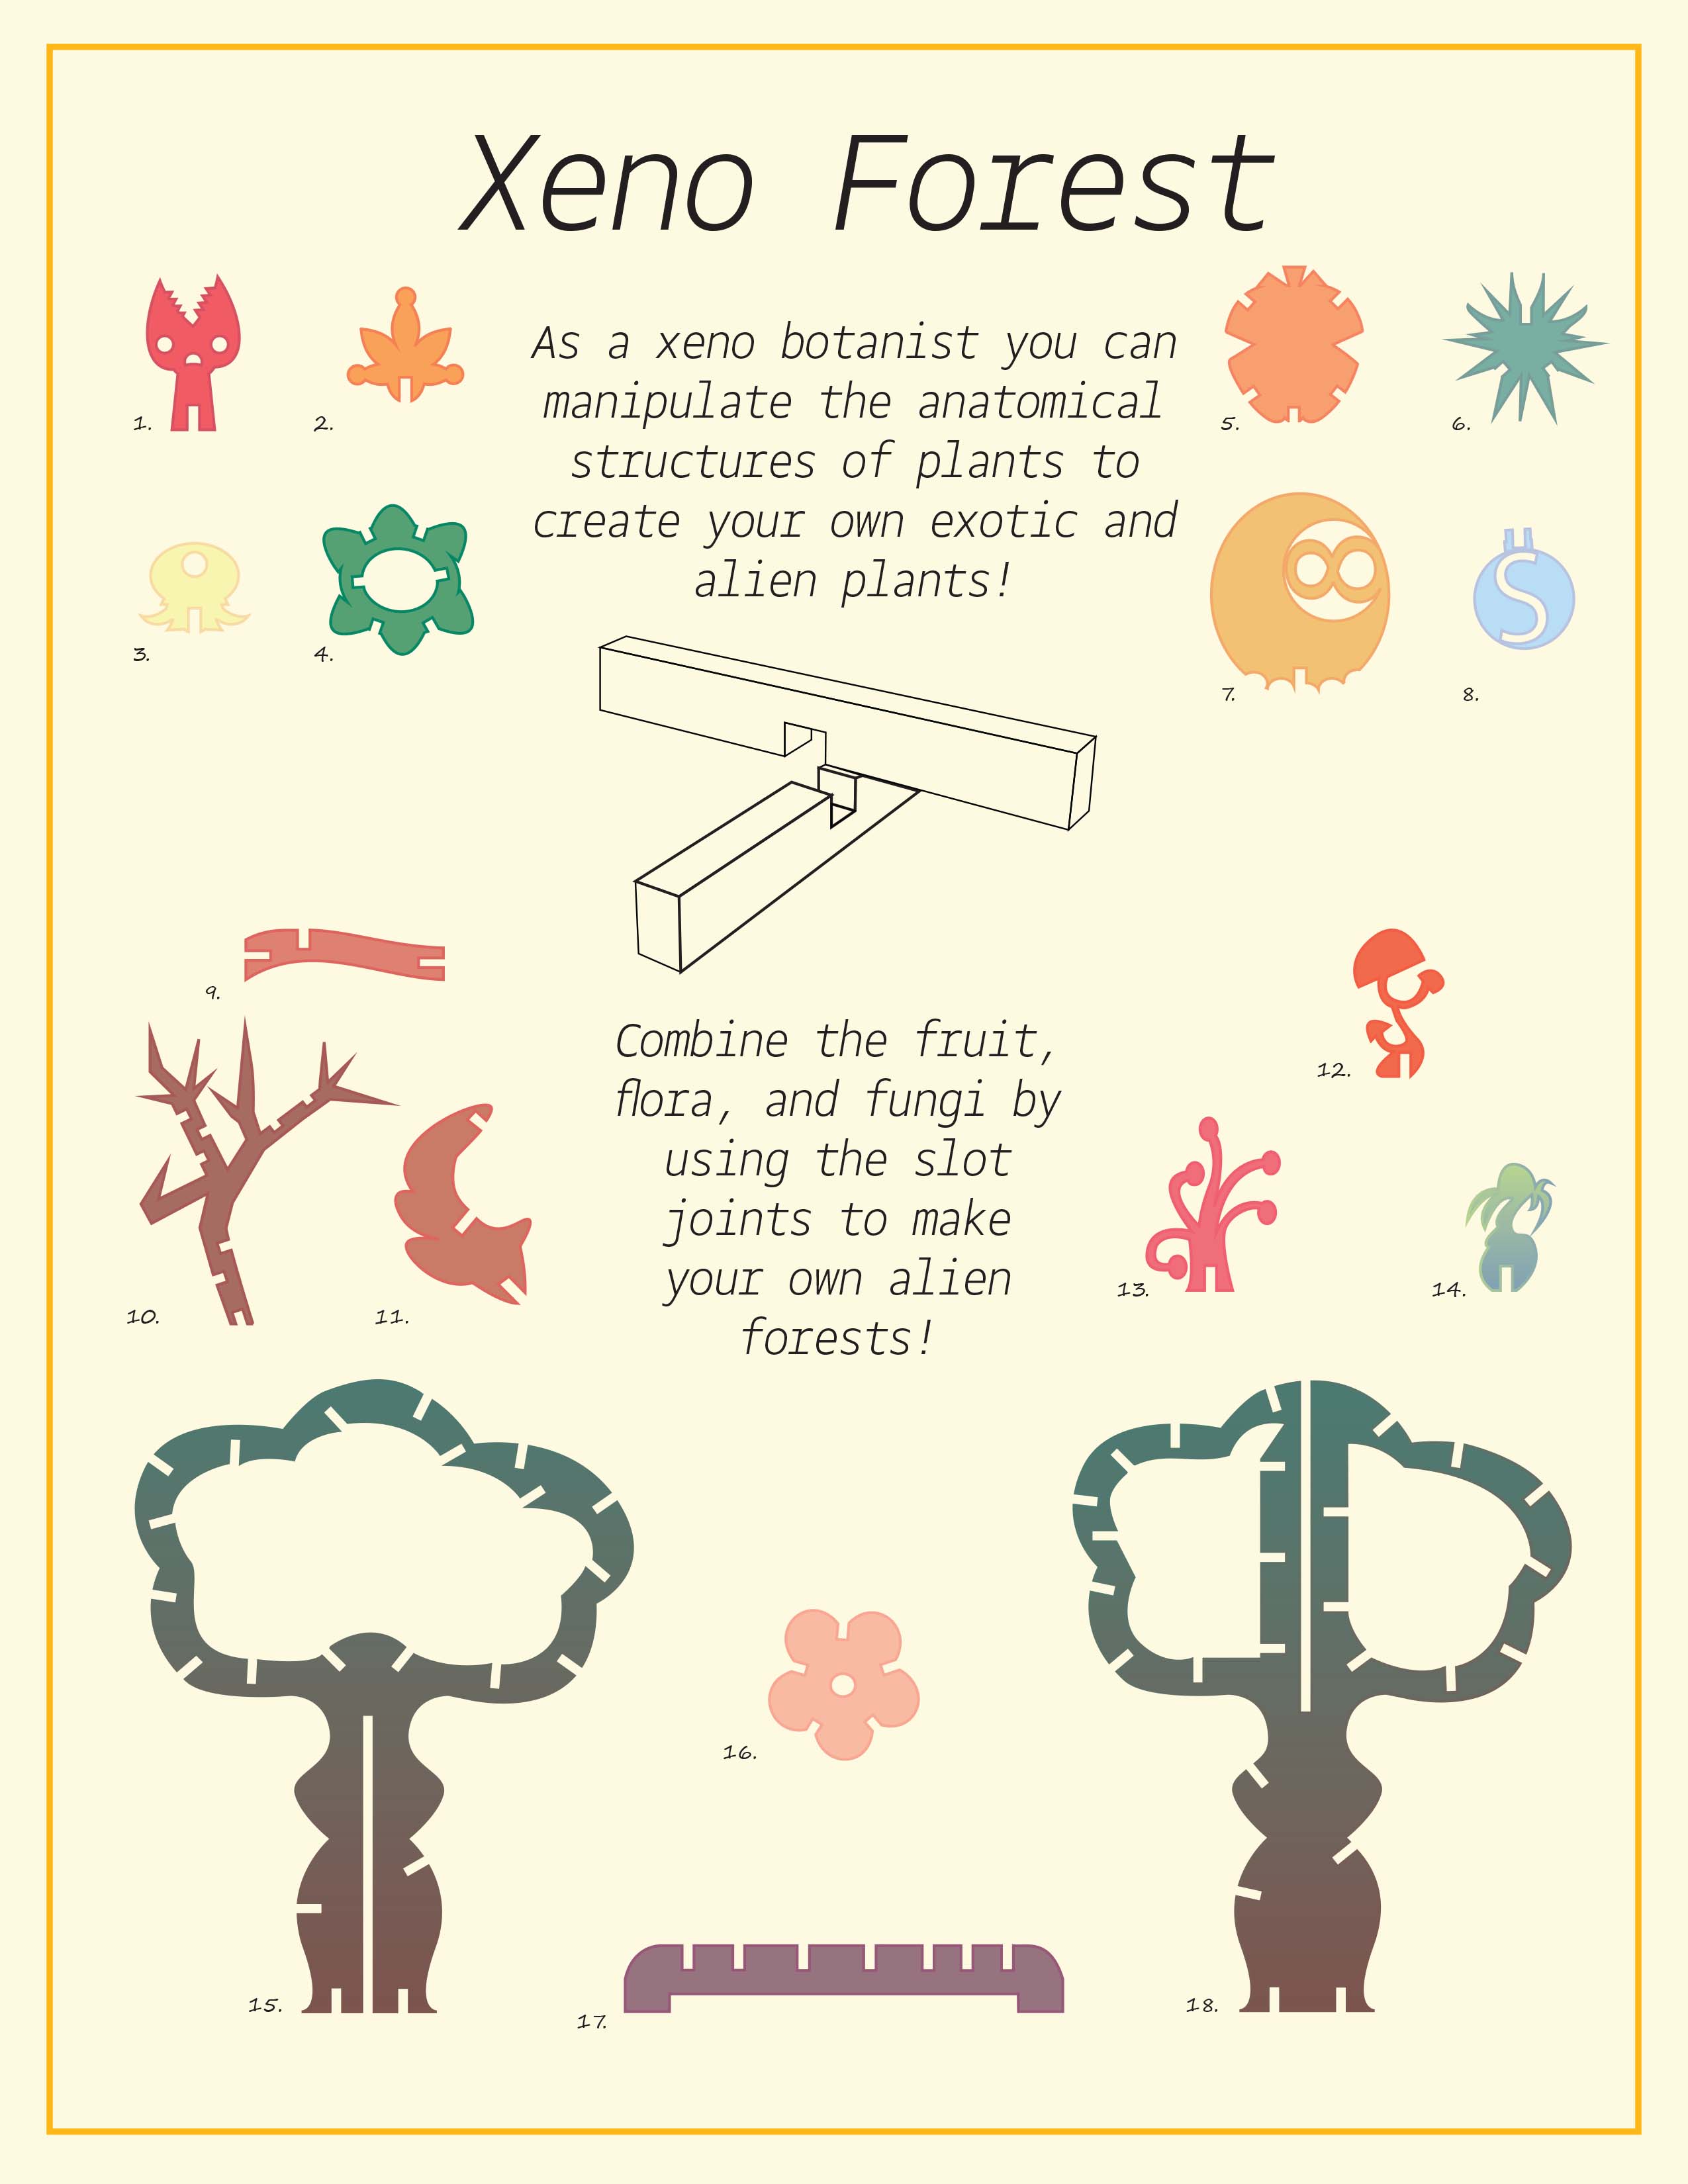 Xeno Forest
As a xeno botanist you can
manipulate the anatomical
structures of plants to
create your own exotic and
alien plants!
1.
2.
3.
4.
5.
6.
7.
8.
S
9.
10.
11.
Combine the fruit,
flora, and fungi by
using the slot
joints to make
your own alien
forests!
12.
13.
14.
15.
16.
17.
18.